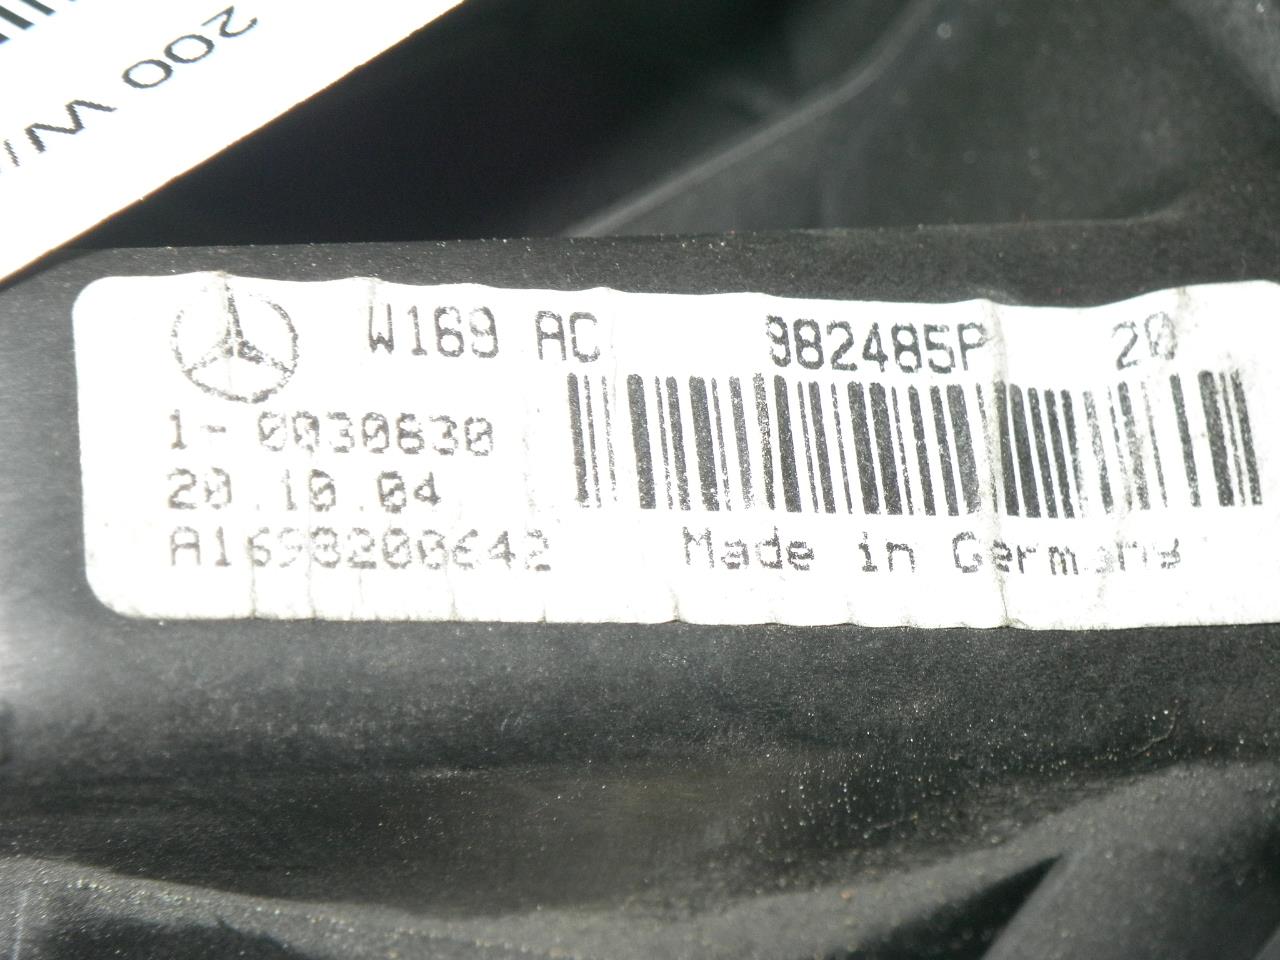 200 W
W169 AC 982485P 20
1-0030630
20.10.04
A1698200642 Made in Germany